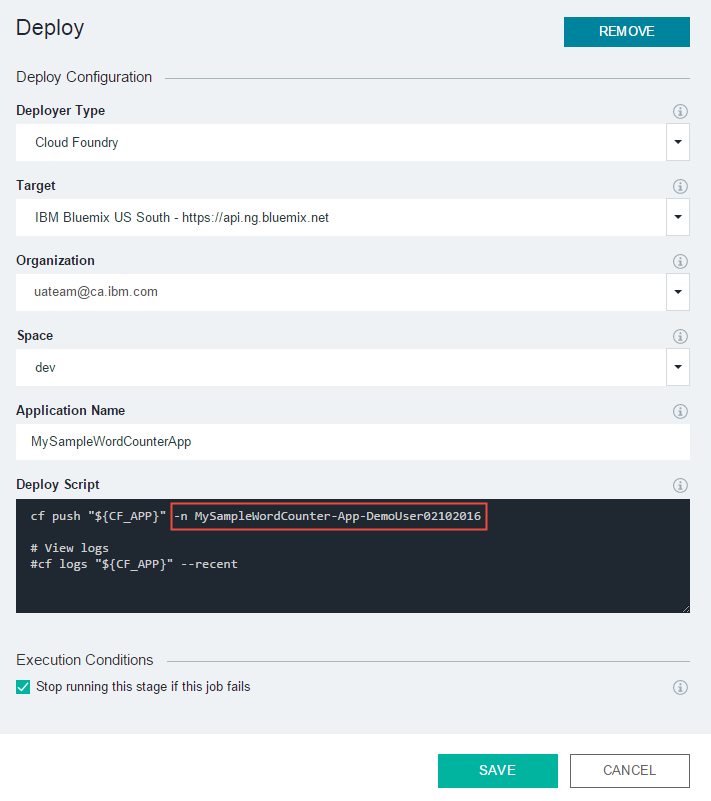 Deploy
REMOVE
Deploy Configuration
Deployer Type
Cloud Foundry
Target
IBM Bluemix US South - https://api.ng.bluemix.net
Organization
uateam@ca.ibm.com
Space
dev
Application Name
MySampleWordCounterApp
Deploy Script
cf push "${CF_APP}" -n MySampleWordCounter-App-DemoUser02102016
# View logs
#cf logs "${CF_APP}" --recent
Execution Conditions
Stop running this stage if this job fails
SAVE
CANCEL